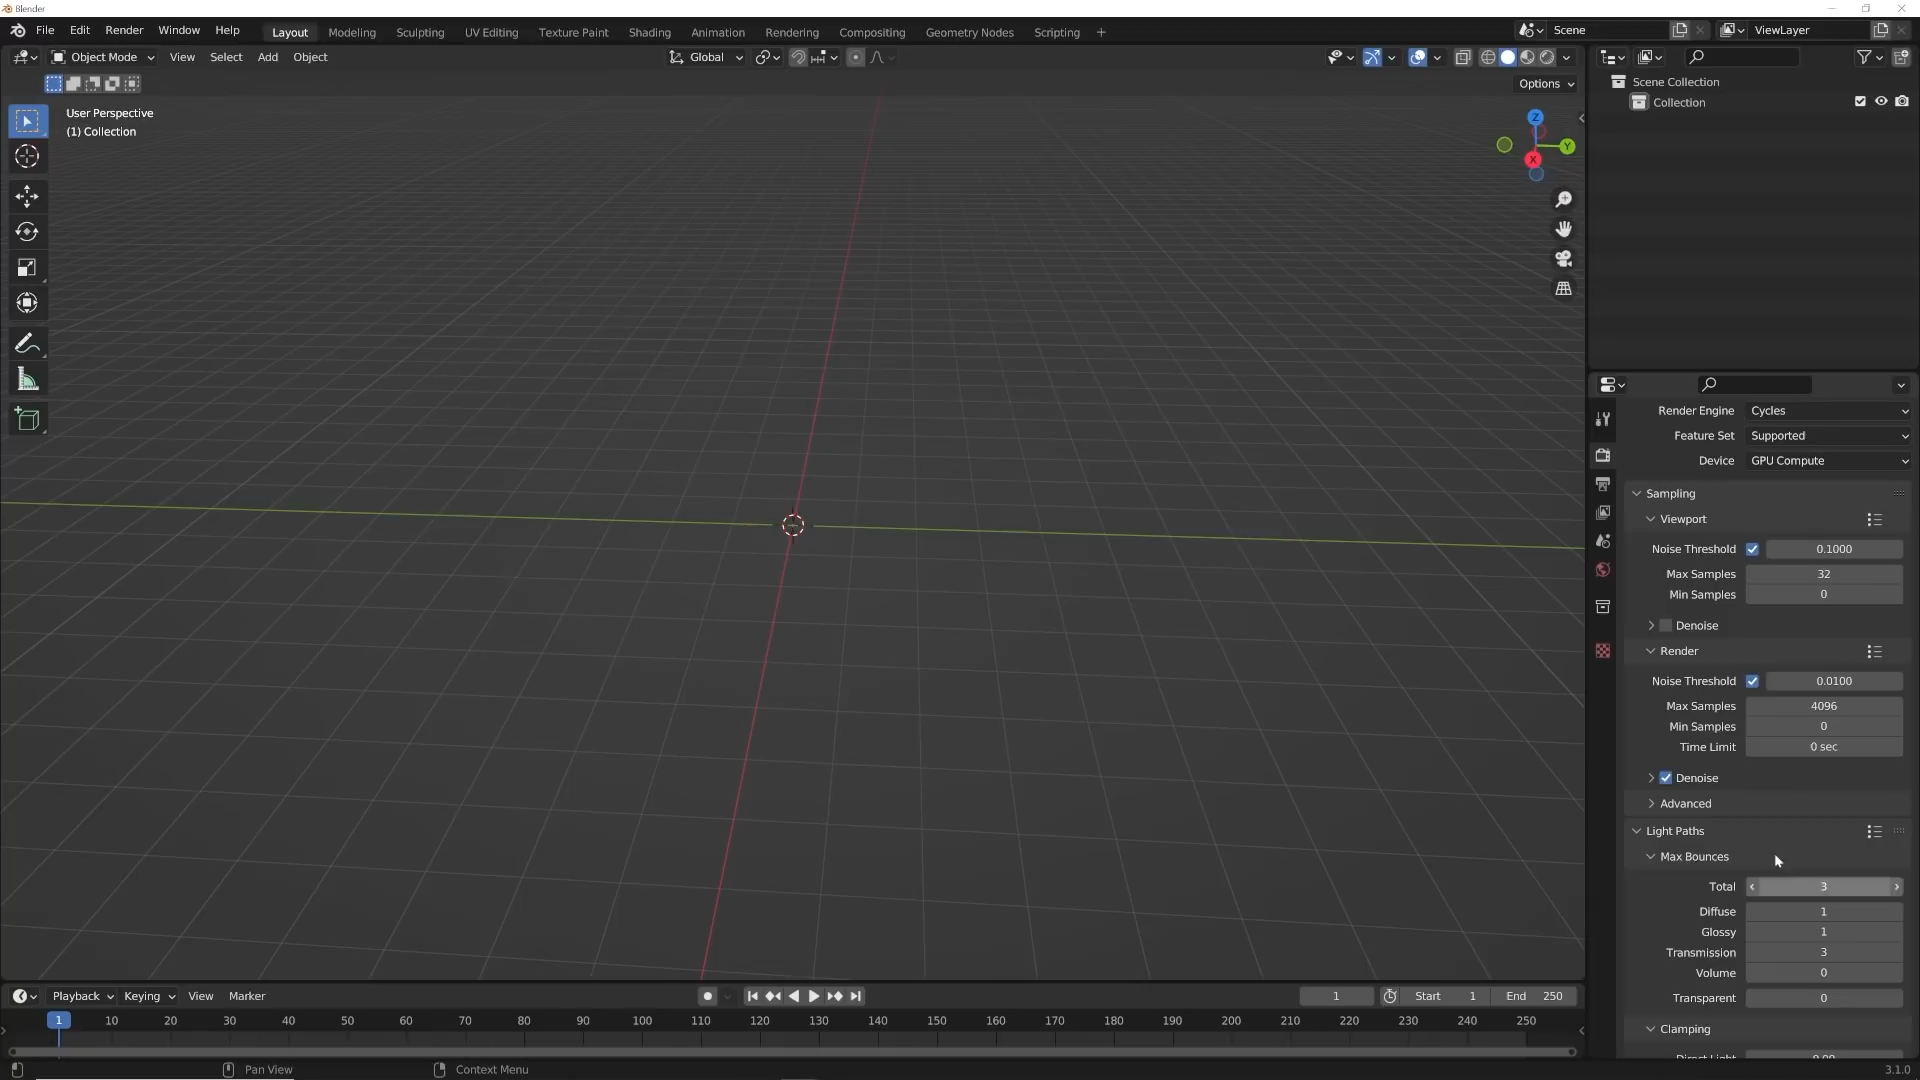 Blender
File Edit Render Window Help
Layout Modeling Sculpting UV Editing Texture Paint Shading Animation Rendering Compositing Geometry Nodes Scripting +
Scene
ViewLayer
Object Mode View Select Add Object
Global
Options
User Perspective
(1) Collection
Z
Y
X
Scene Collection
Collection
Render Engine Cycles
Feature Set Supported
Device GPU Compute
Sampling
Viewport
Noise Threshold 0.1000
Max Samples 32
Min Samples 0
Denoise
Render
Noise Threshold 0.0100
Max Samples 4096
Min Samples 0
Time Limit 0 sec
Denoise
Advanced
Light Paths
Max Bounces
Total 3
Diffuse 1
Glossy 1
Transmission 3
Volume 0
Transparent 0
Clamping
Playback Keying View Marker
1 Start 1 End 250
1 10 20 30 40 50 60 70 80 90 100 110 120 130 140 150 160 170 180 190 200 210 220 230 240 250
Pan View Context Menu
3.1.0